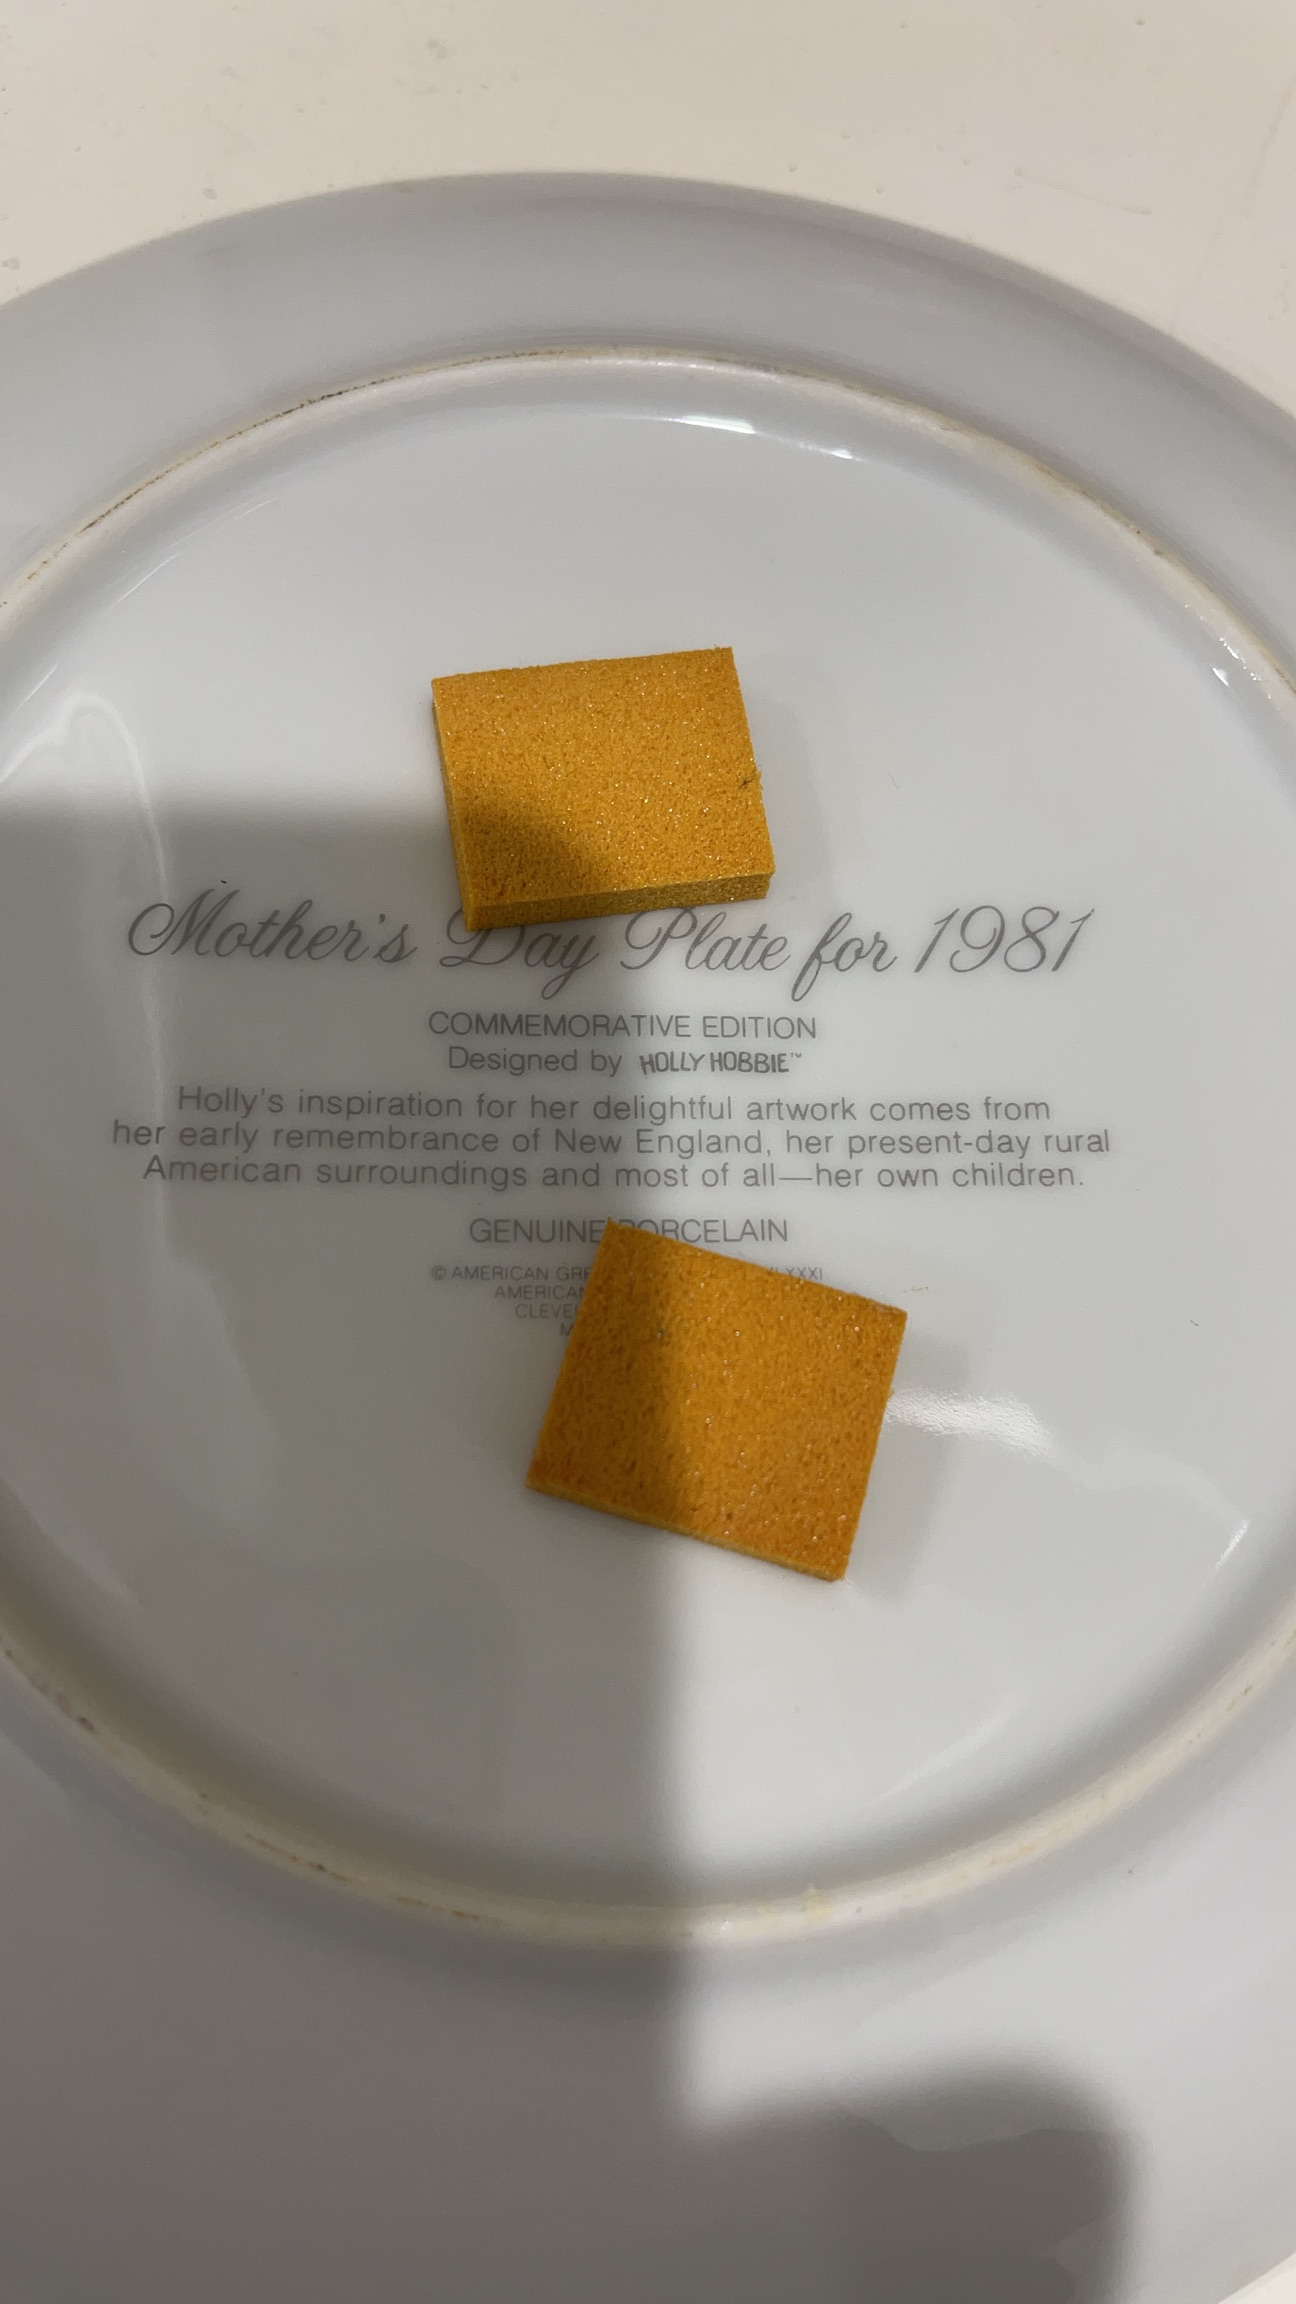 Mother's Day Plate for 1981
COMMEMORATIVE EDITION
Designed by HOLLY HOBBIE™
Holly's inspiration for her delightful artwork comes from
her early remembrance of New England, her present-day rural
American surroundings and most of all—her own children.
GENUINE PORCELAIN
© AMERICAN
AMERICAN